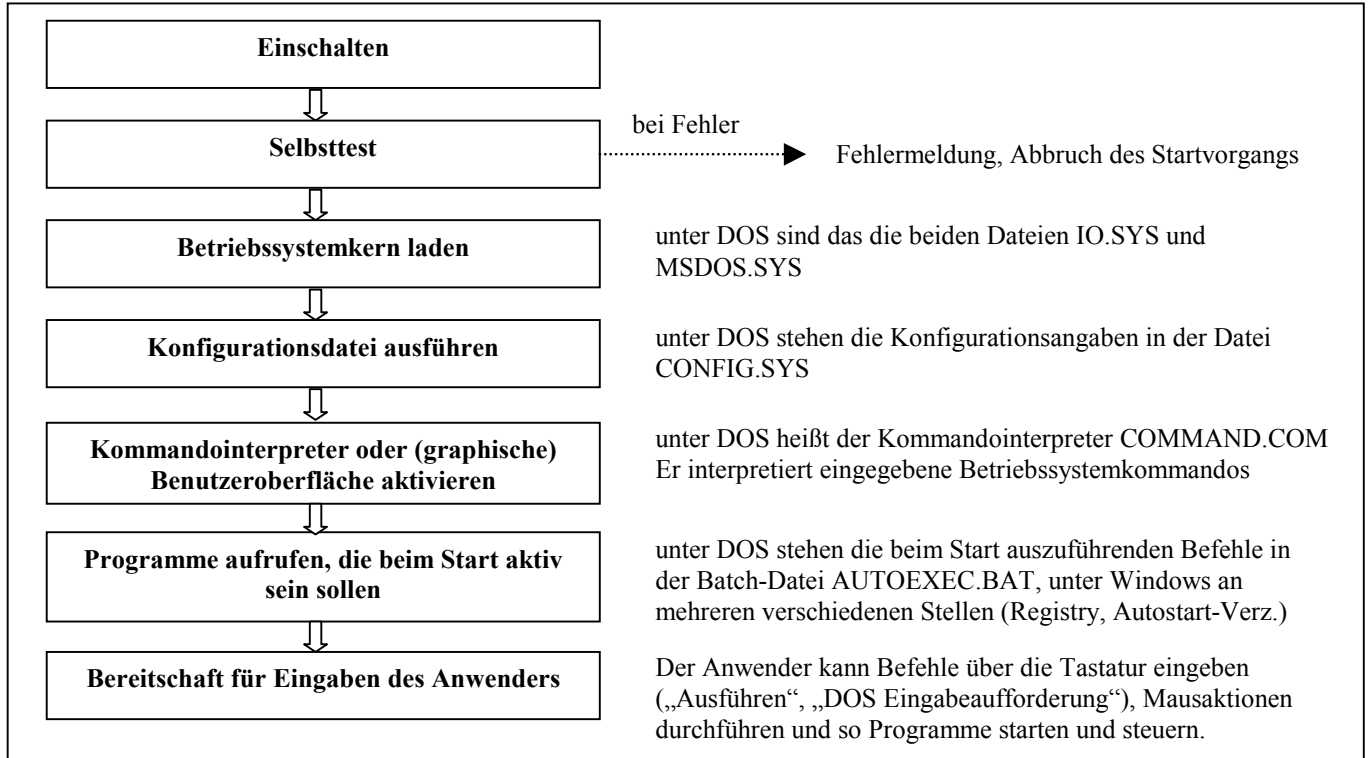 Einschalten
bei Fehler
Selbsttest
Fehlermeldung, Abbruch des Startvorgangs
Betriebssystemkern laden
unter DOS sind das die beiden Dateien IO.SYS und
MSDOS.SYS
Konfigurationsdatei ausführen
unter DOS stehen die Konfigurationsangaben in der Datei
CONFIG.SYS
Kommandointerpreter oder (graphische)
Benutzeroberfläche aktivieren
unter DOS heißt der Kommandointerpreter COMMAND.COM
Er interpretiert eingegebene Betriebssystemkommandos
Programme aufrufen, die beim Start aktiv
sein sollen
unter DOS stehen die beim Start auszuführenden Befehle in
der Batch-Datei AUTOEXEC.BAT, unter Windows an
mehreren verschiedenen Stellen (Registry, Autostart-Verz.)
Bereitschaft für Eingaben des Anwenders
Der Anwender kann Befehle über die Tastatur eingeben
(„Ausführen“, „DOS Eingabeaufforderung“), Mausaktionen
durchführen und so Programme starten und steuern.